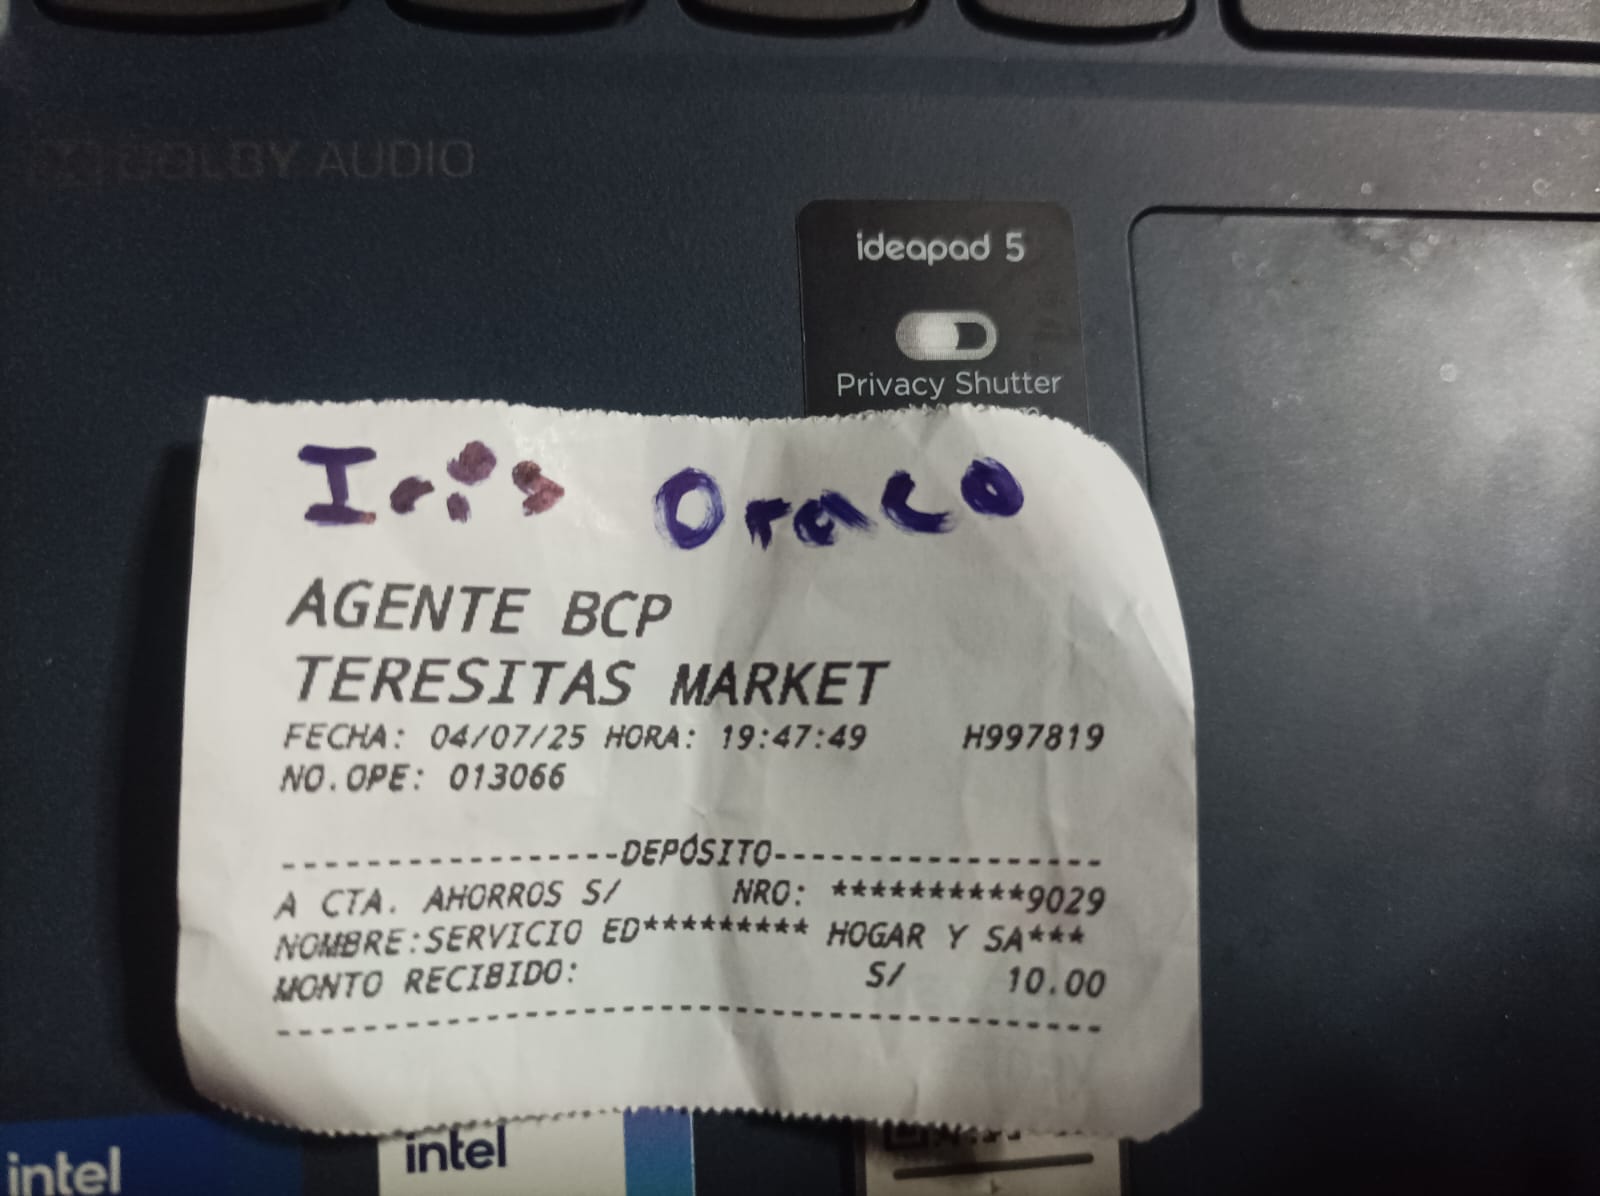 DOLBY AUDIO
ideapad 5
Privacy Shutter
Iris Oraco
AGENTE BCP
TERESITAS MARKET
FECHA: 04/07/25 HORA: 19:47:49 H997819
NO.OPE: 013066
------------------DEPÓSITO------------------
A CTA. AHORROS S/ NRO: **********9029
NOMBRE:SERVICIO ED********* HOGAR Y SA***
MONTO RECIBIDO: S/ 10.00
--------------------------------------------
intel
intel